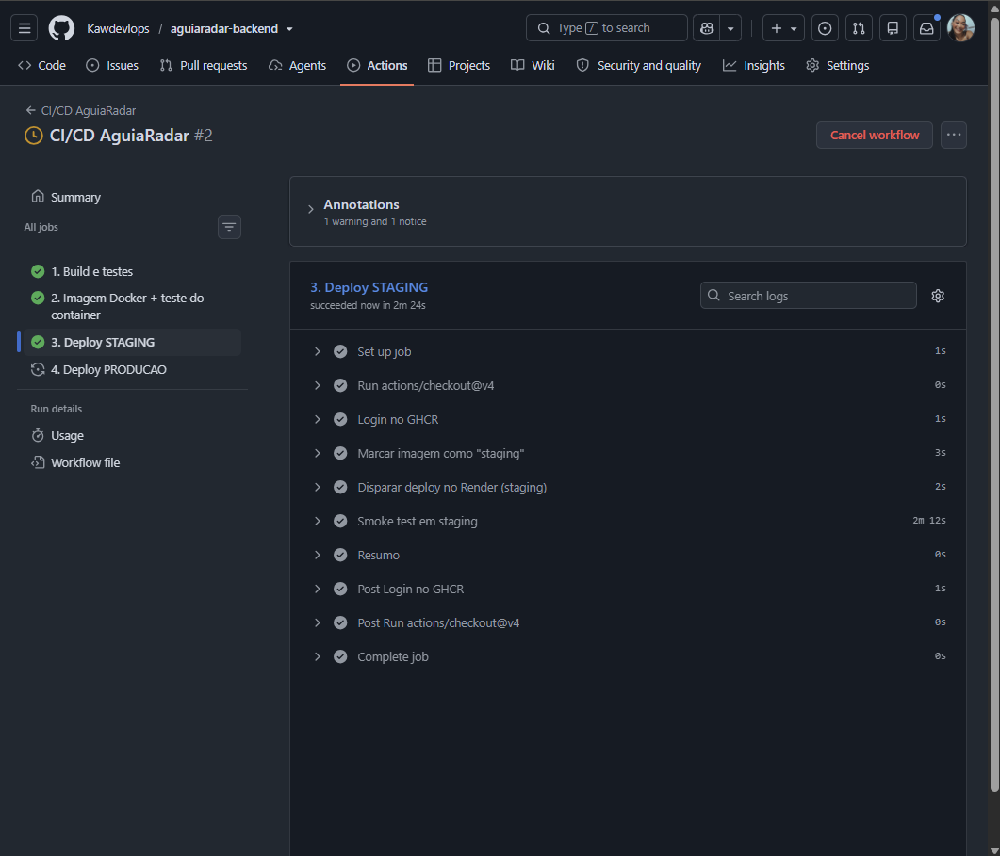 Kawdevlops / aguiaradar-backend
Type / to search
Code
Issues
Pull requests
Agents
Actions
Projects
Wiki
Security and quality
Insights
Settings
CI/CD AguiaRadar
CI/CD AguiaRadar #2
Cancel workflow
Summary
All jobs
1. Build e testes
2. Imagem Docker + teste do
container
3. Deploy STAGING
4. Deploy PRODUCAO
Run details
Usage
Workflow file
Annotations
1 warning and 1 notice
3. Deploy STAGING
succeeded now in 2m 24s
Search logs
Set up job 1s
Run actions/checkout@v4 0s
Login no GHCR 1s
Marcar imagem como "staging" 3s
Disparar deploy no Render (staging) 2s
Smoke test em staging 2m 12s
Resumo 0s
Post Login no GHCR 1s
Post Run actions/checkout@v4 0s
Complete job 0s